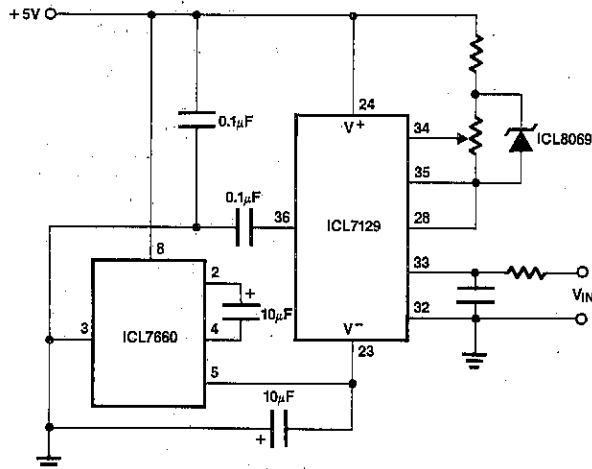 +5V
24
V+
34
ICL8069
0.1μF
35
0.1μF
36
ICL7129
28
8
33
2
+
10μF
VIN
3
ICL7660
4
32
V−
23
5
10μF
+